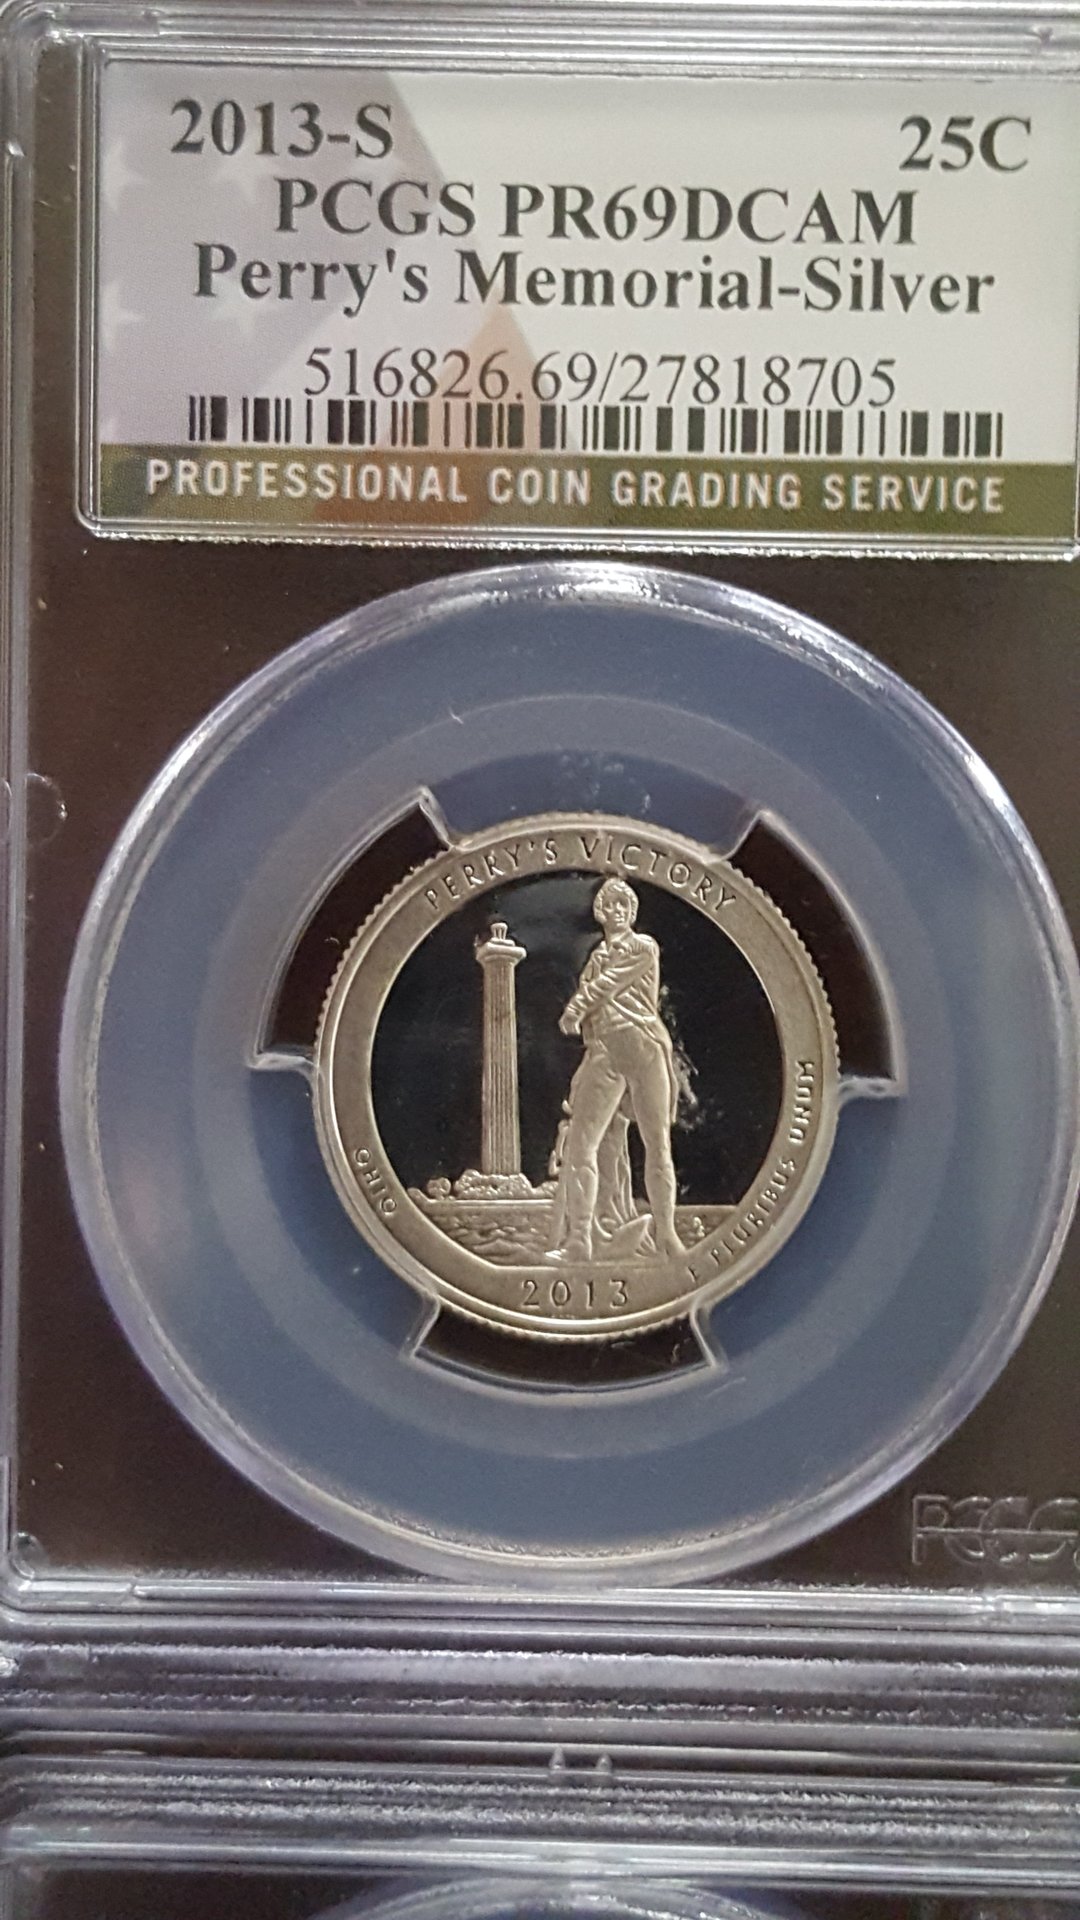 2013-S 25C
PCGS PR69DCAM
Perry's Memorial-Silver
516826.69/27818705
PROFESSIONAL COIN GRADING SERVICE
PERRY'S VICTORY
OHIO
E PLURIBUS UNUM
2013
PCGS